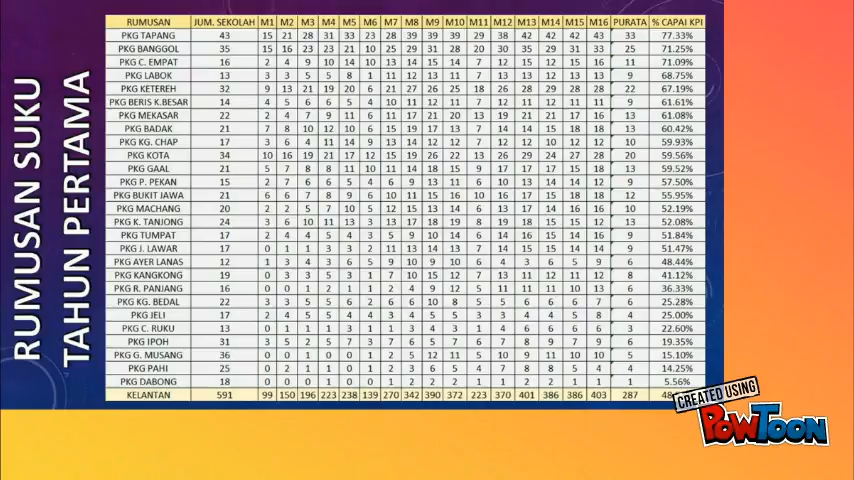 RUMUSAN SUKU
TAHUN PERTAMA
RUMUSAN JUM. SEKOLAH M1 M2 M3 M4 M5 M6 M7 M8 M9 M10 M11 M12 M13 M14 M15 M16 PURATA % CAPAI KPI
PKG TAPANG 43 15 21 28 31 33 23 28 39 39 39 29 38 42 42 42 43 33 77.33%
PKG BANGGOL 35 15 16 23 23 21 10 25 29 31 28 20 30 35 29 31 33 25 71.25%
PKG C. EMPAT 16 2 4 9 10 14 10 13 14 15 14 7 12 15 12 15 16 11 71.09%
PKG LABOK 13 3 3 5 5 8 1 11 12 13 11 7 12 13 13 13 13 9 68.75%
PKG KETEREH 32 9 13 21 19 20 6 21 27 26 25 18 26 28 29 28 28 22 67.19%
PKG BERIS K.BESAR 14 4 5 6 6 5 4 10 11 12 11 7 12 12 11 11 11 9 61.61%
PKG MEKASAR 22 2 4 7 9 11 6 11 17 21 20 13 19 21 21 17 16 13 61.08%
PKG BADAK 21 7 8 10 12 10 6 15 19 17 13 7 14 14 15 18 18 13 60.42%
PKG KG. CHAP 17 3 6 4 11 14 9 13 14 12 12 7 12 12 10 12 12 10 59.93%
PKG KOTA 34 10 16 19 21 17 12 15 19 26 22 13 26 29 24 27 28 20 59.56%
PKG GAAL 21 5 7 8 8 11 10 11 14 18 15 9 17 17 17 15 18 13 59.52%
PKG P. PEKAN 15 2 7 6 6 5 4 6 9 13 11 6 10 13 14 14 12 9 57.50%
PKG BUKIT JAWA 21 6 6 7 8 9 6 10 11 15 16 10 16 17 15 18 18 12 55.95%
PKG MACHANG 20 2 2 5 7 10 5 12 15 13 14 6 13 17 14 16 16 10 52.19%
PKG K. TANJONG 24 3 6 10 11 13 3 13 17 18 19 8 19 18 15 15 12 13 52.08%
PKG TUMPAT 17 2 4 4 5 4 3 5 9 10 14 6 14 16 15 14 16 9 51.84%
PKG J. LAWAR 17 0 1 1 3 3 2 11 13 14 13 7 14 15 15 14 14 9 51.47%
PKG AYER LANAS 12 1 3 4 3 6 5 9 10 9 10 6 4 3 5 6 9 6 48.44%
PKG KANGKONG 19 0 3 3 5 3 1 7 10 15 12 7 13 11 12 11 12 8 41.12%
PKG R. PANJANG 16 0 0 1 2 1 1 2 4 9 12 5 11 11 11 10 13 6 36.33%
PKG KG. BEDAL 22 3 3 5 5 6 2 6 6 10 8 5 5 6 6 7 6 6 25.28%
PKG JELI 17 2 4 5 5 4 4 3 4 5 4 3 4 4 5 8 4 4 25.00%
PKG C. RUKU 13 0 1 1 1 3 1 3 3 4 3 1 4 6 6 6 6 3 22.60%
PKG IPOH 31 3 5 2 5 7 3 7 6 5 7 6 7 8 9 7 9 6 19.35%
PKG G. MUSANG 36 0 0 1 0 0 1 2 5 9 12 11 5 10 9 11 10 10 5 15.10%
PKG PAHI 25 0 2 1 4 0 1 2 3 6 5 4 7 8 8 5 4 4 14.25%
PKG DABONG 18 0 0 0 1 0 0 1 2 2 2 1 2 1 1 2 1 1 5.56%
KELANTAN 591 99 150 196 223 238 139 270 342 390 372 223 370 401 386 386 403 287
CREATED USING
POWTOON